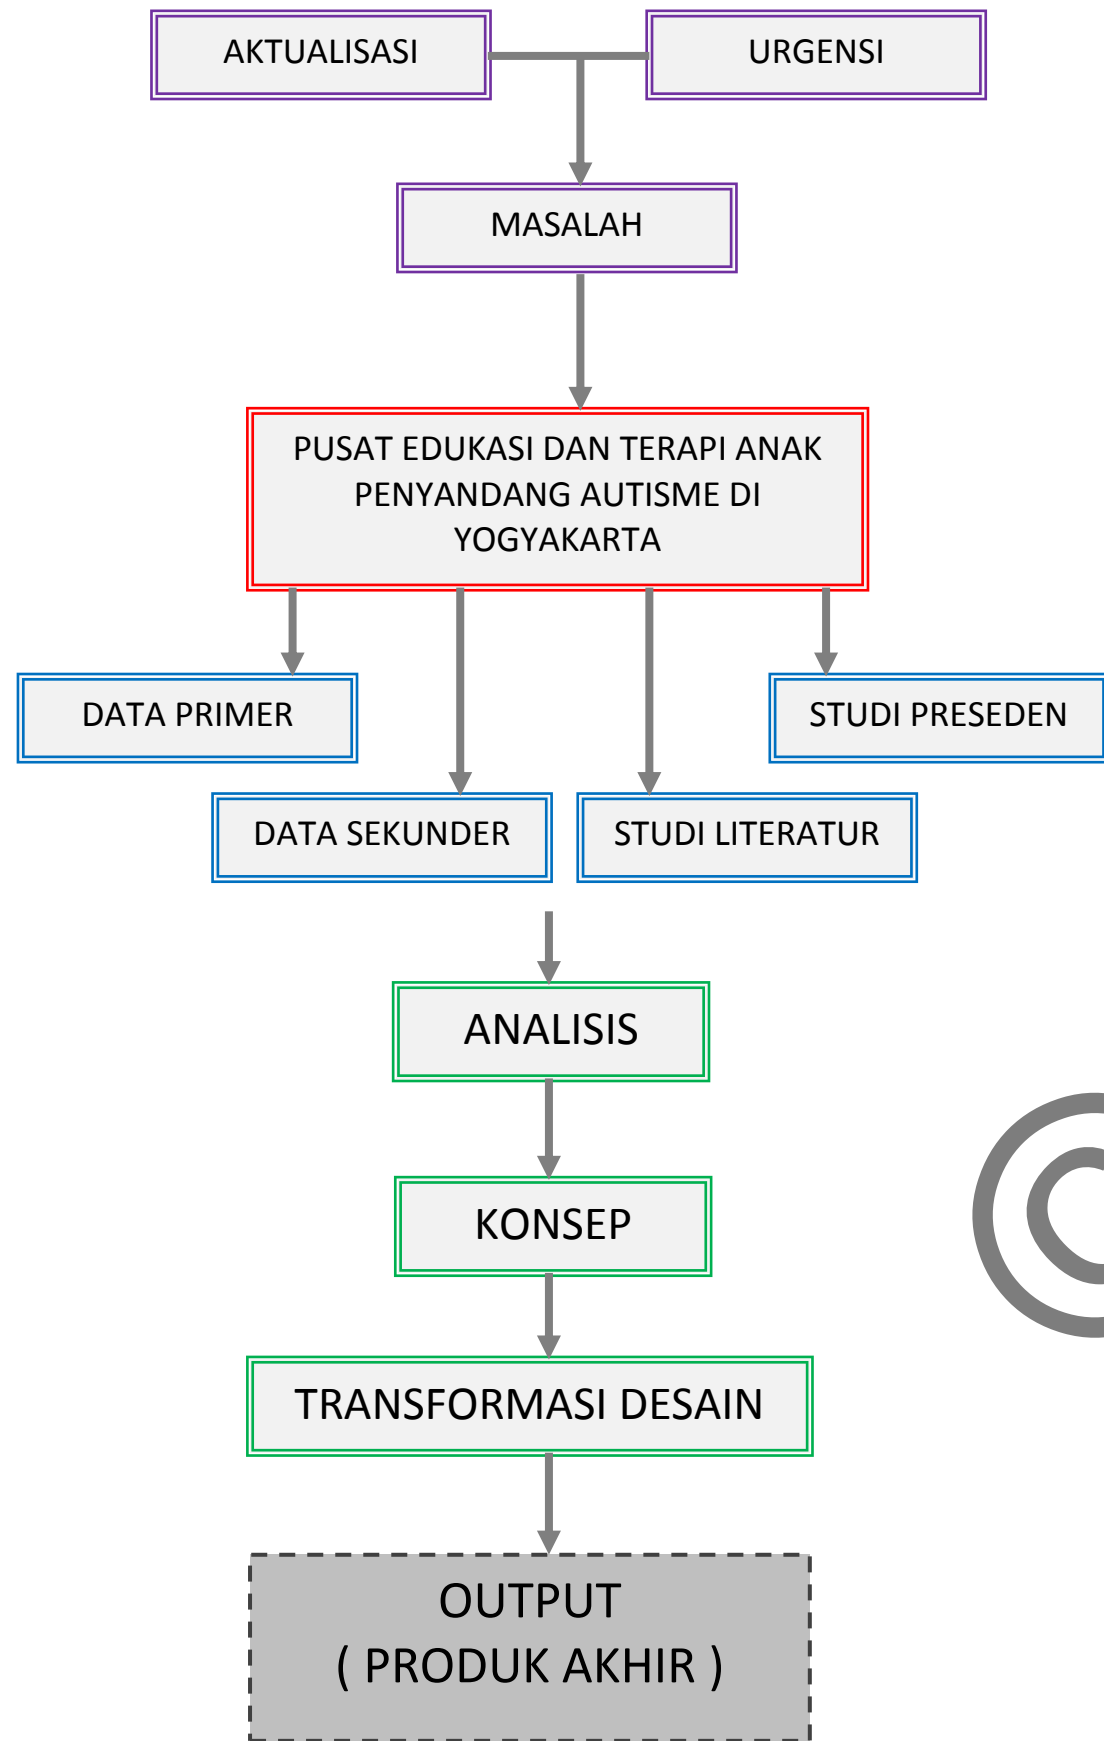 AKTUALISASI
URGENSI
MASALAH
PUSAT EDUKASI DAN TERAPI ANAK
PENYANDANG AUTISME DI
YOGYAKARTA
DATA PRIMER
STUDI PRESEDEN
DATA SEKUNDER
STUDI LITERATUR
ANALISIS
KONSEP
TRANSFORMASI DESAIN
OUTPUT
( PRODUK AKHIR )